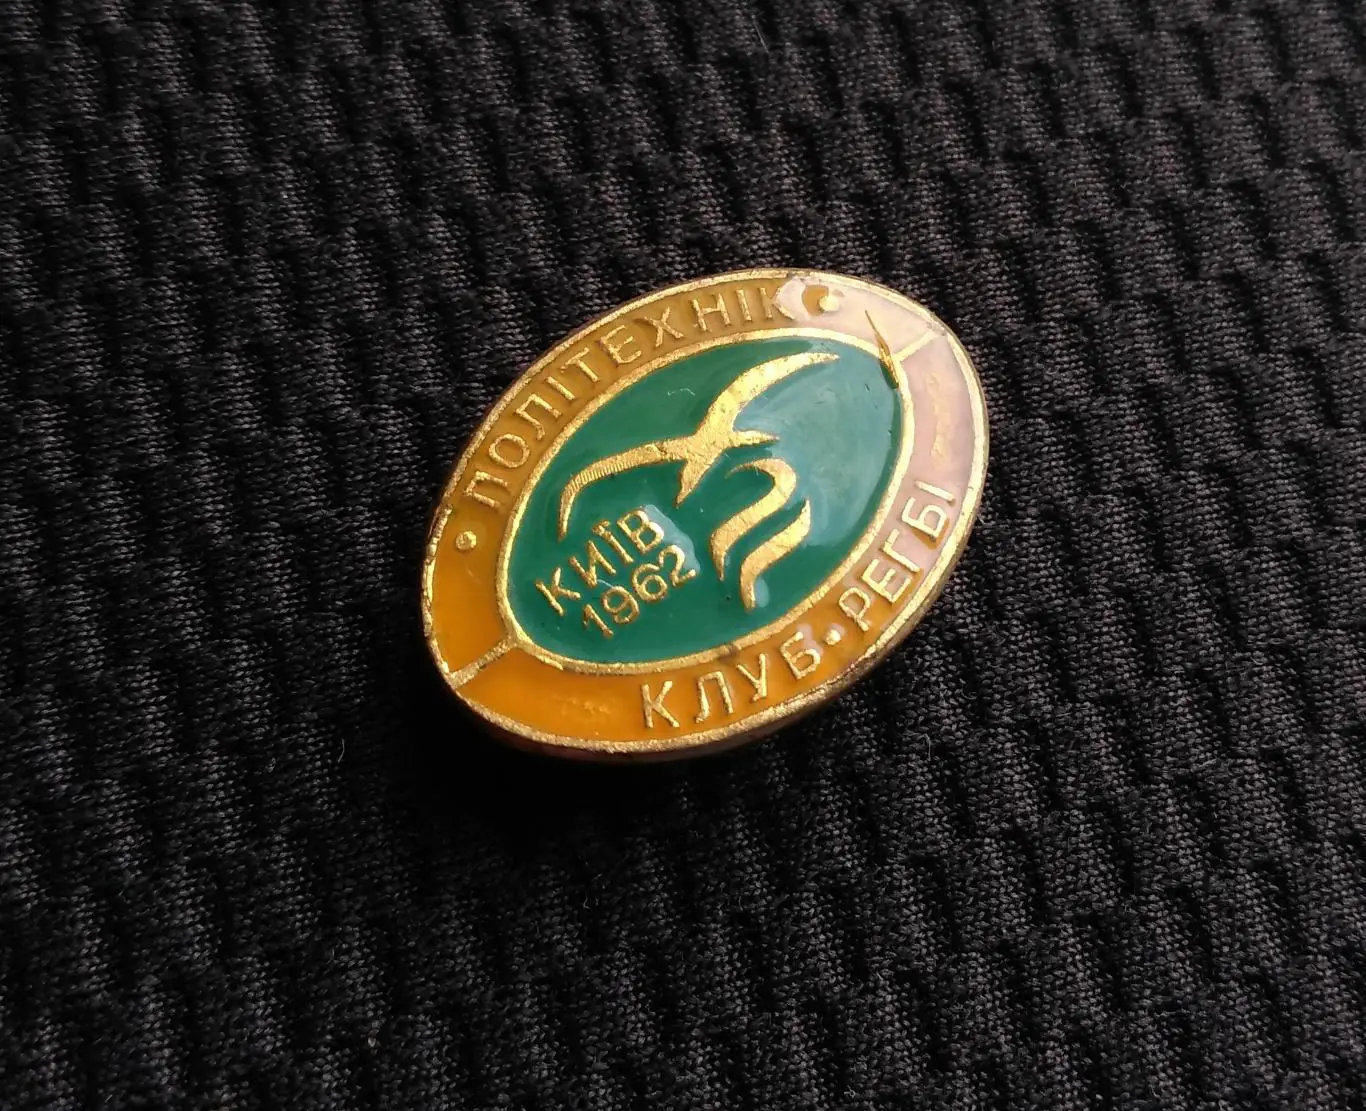 • ПОЛІТЕХНІК •
КИЇВ
1962
КЛУБ • РЕГБІ